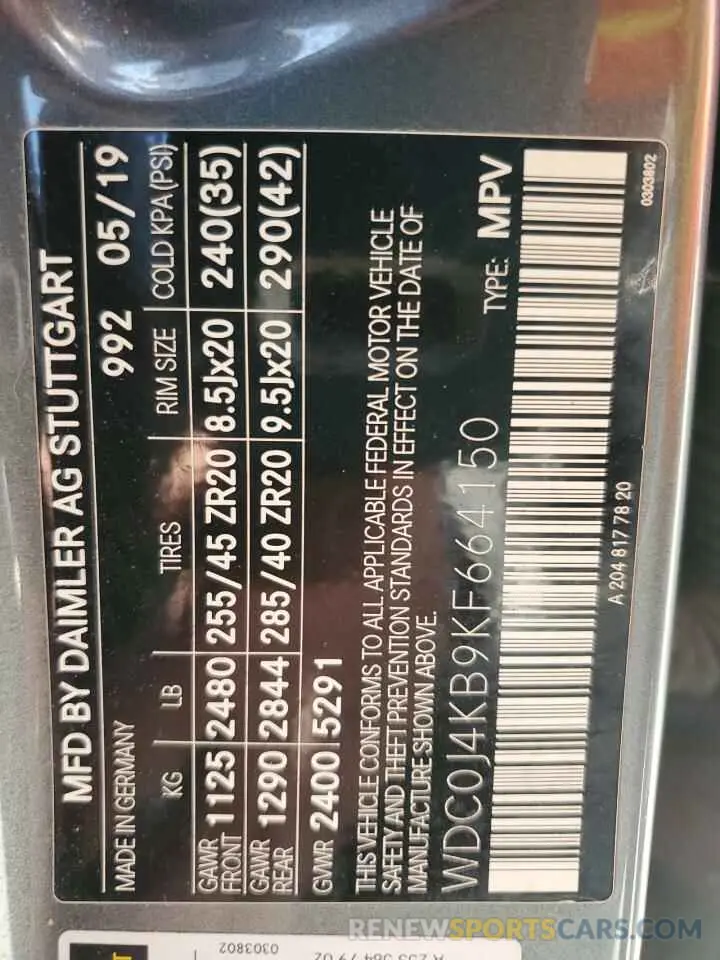 MFD BY DAIMLER AG STUTTGART
MADE IN GERMANY 992 05/19
KG LB TIRES RIM SIZE COLD KPA(PSI)
GAWR FRONT 1125 2480 255/45 ZR20 8.5Jx20 240(35)
GAWR REAR 1290 2844 285/40 ZR20 9.5Jx20 290(42)
GVWR 2400 5291
THIS VEHICLE CONFORMS TO ALL APPLICABLE FEDERAL MOTOR VEHICLE
SAFETY AND THEFT PREVENTION STANDARDS IN EFFECT ON THE DATE OF
MANUFACTURE SHOWN ABOVE.
WDC0J4KB9KF664150 TYPE: MPV
A 204 817 78 20 0303802
0303802
RENEWSPORTSCARS.COM